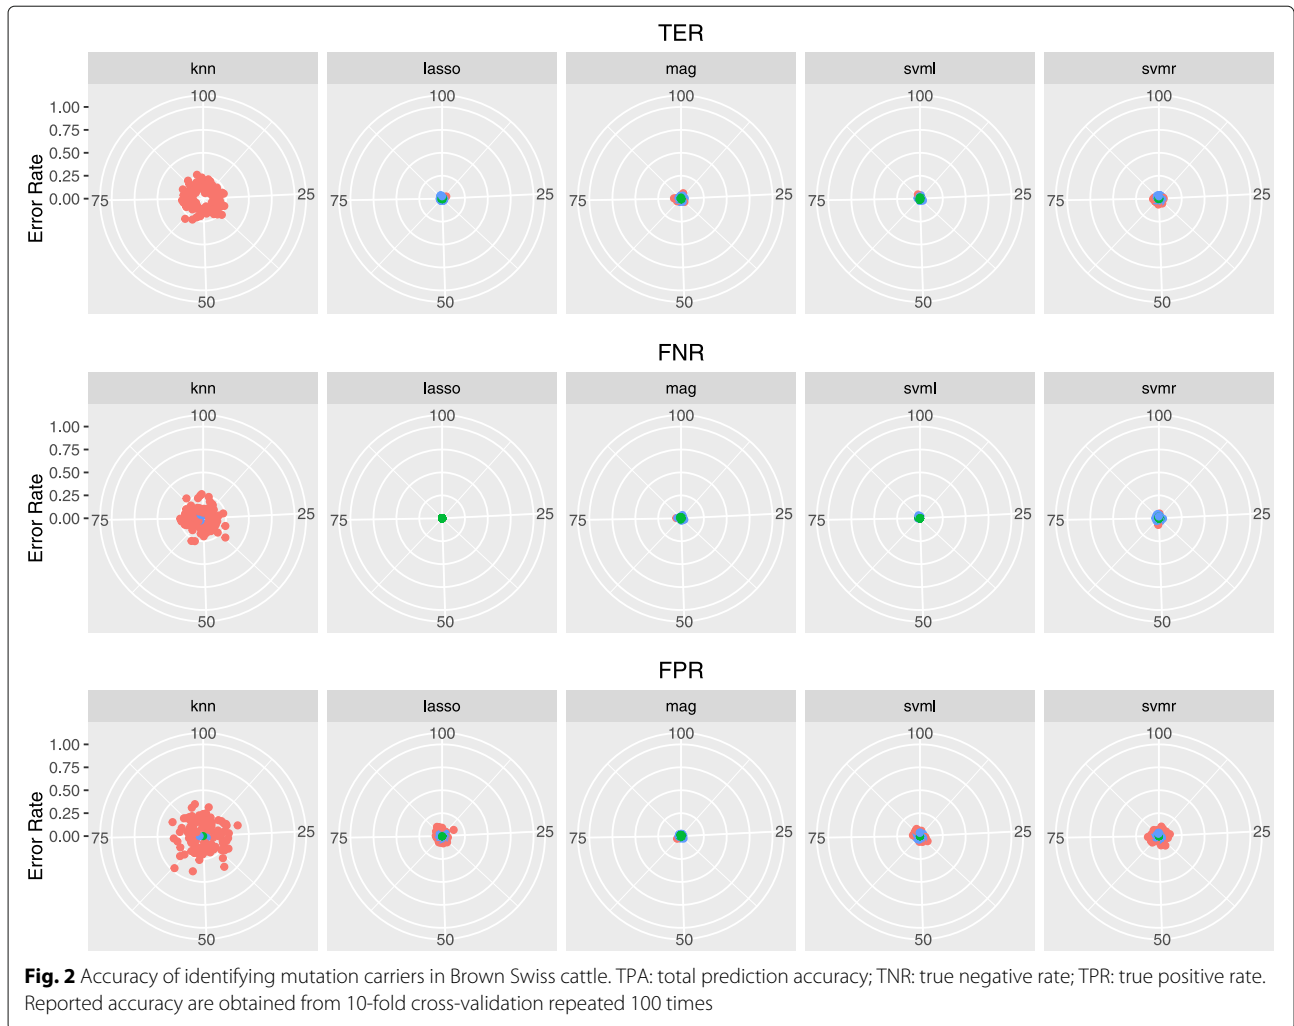 TER
knn lasso mag svml svmr
100 100 100 100 100
1.00
0.75
0.50
0.25
0.00
Error Rate
75 25 75 25 75 25 75 25 75 25
50 50 50 50 50
FNR
knn lasso mag svml svmr
100 100 100 100 100
1.00
0.75
0.50
0.25
0.00
Error Rate
75 25 75 25 75 25 75 25 75 25
50 50 50 50 50
FPR
knn lasso mag svml svmr
100 100 100 100 100
1.00
0.75
0.50
0.25
0.00
Error Rate
75 25 75 25 75 25 75 25 75 25
50 50 50 50 50
Fig. 2 Accuracy of identifying mutation carriers in Brown Swiss cattle. TPA: total prediction accuracy; TNR: true negative rate; TPR: true positive rate.
Reported accuracy are obtained from 10-fold cross-validation repeated 100 times